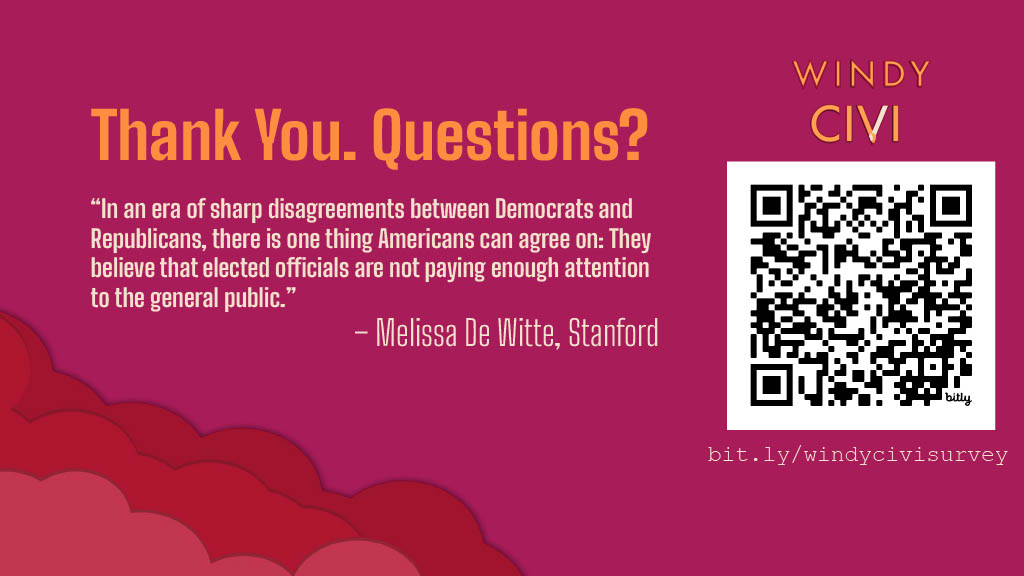 Thank You. Questions?
“In an era of sharp disagreements between Democrats and
Republicans, there is one thing Americans can agree on: They
believe that elected officials are not paying enough attention
to the general public.”
– Melissa De Witte, Stanford
WINDY
CIVI
bitly
bit.ly/windycivisurvey